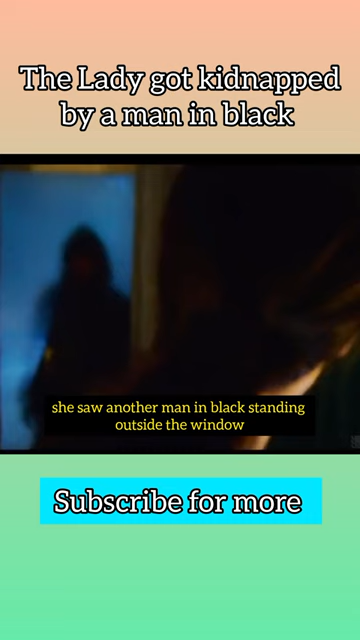 The Lady got kidnapped
by a man in black
she saw another man in black standing
outside the window
Subscribe for more